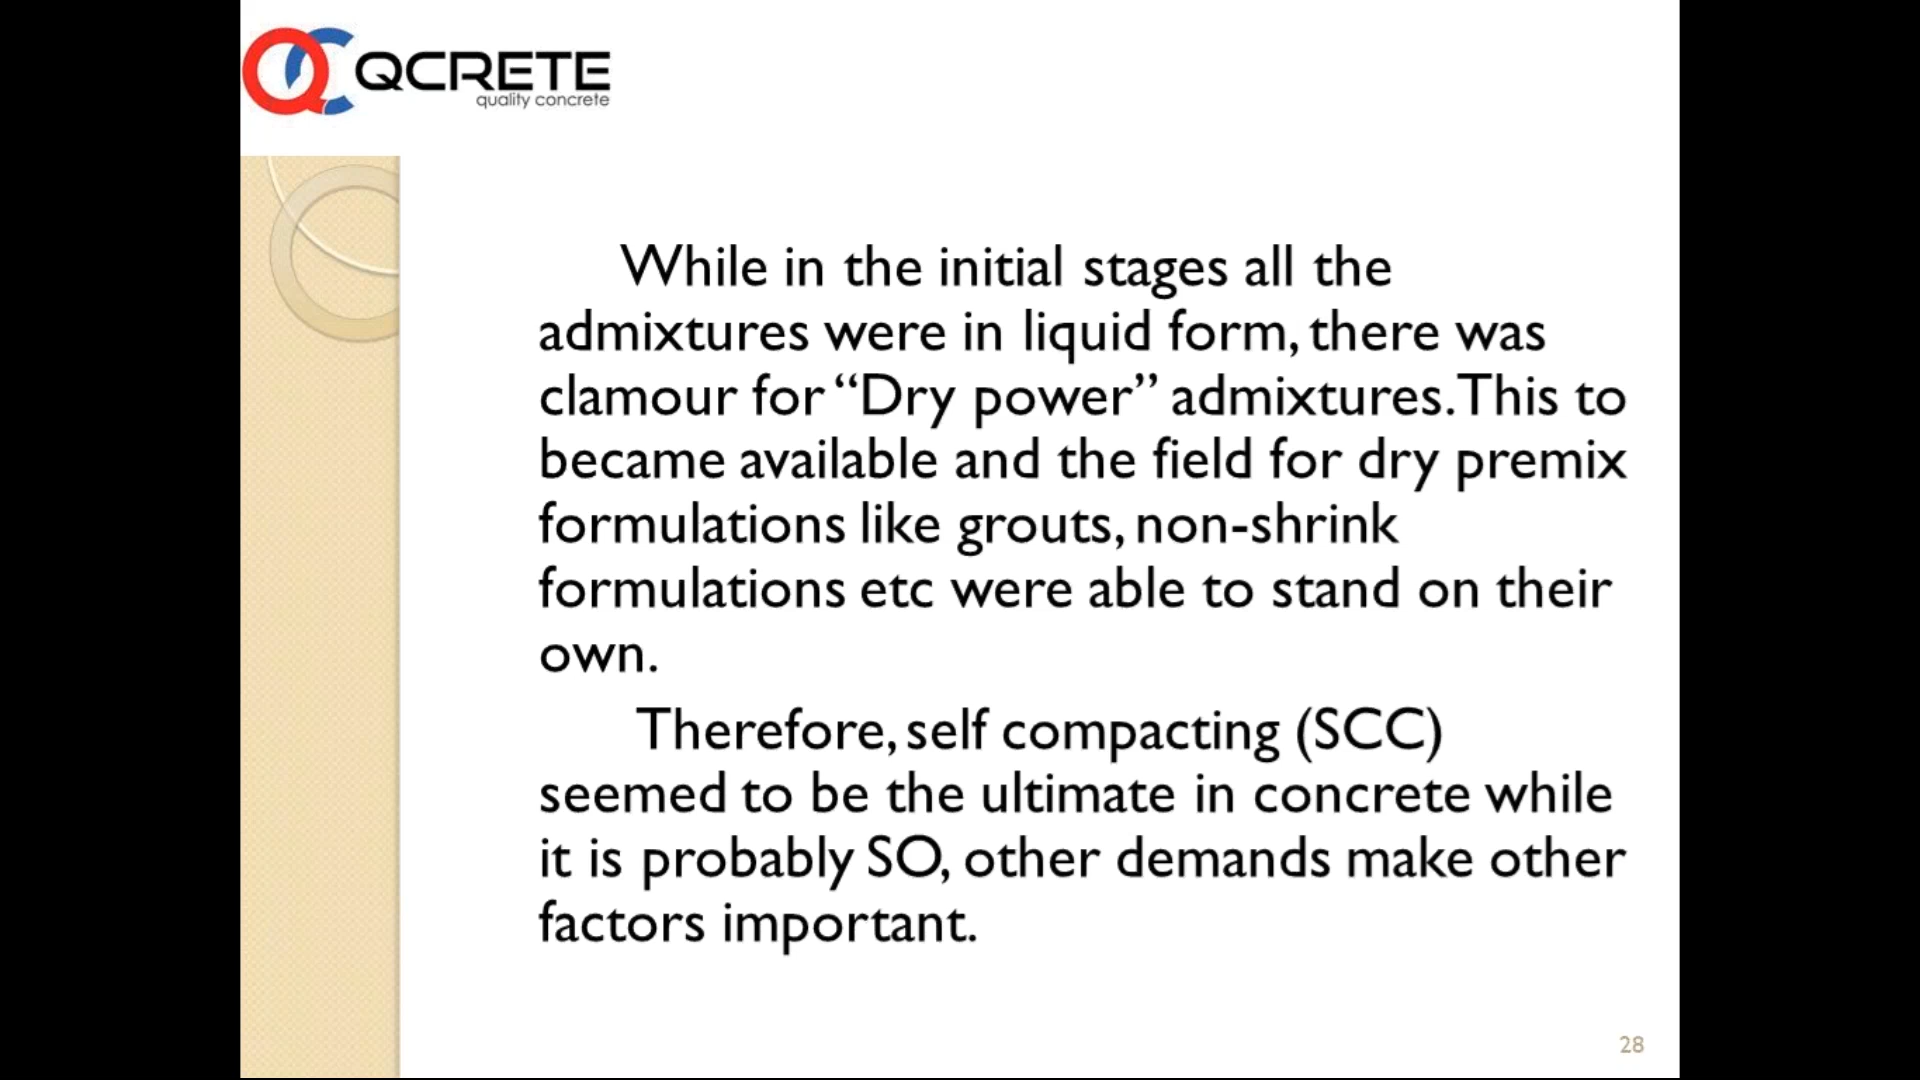 QCRETE
quality concrete
While in the initial stages all the
admixtures were in liquid form, there was
clamour for “Dry power” admixtures. This to
became available and the field for dry premix
formulations like grouts, non-shrink
formulations etc were able to stand on their
own.
Therefore, self compacting (SCC)
seemed to be the ultimate in concrete while
it is probably SO, other demands make other
factors important.
28